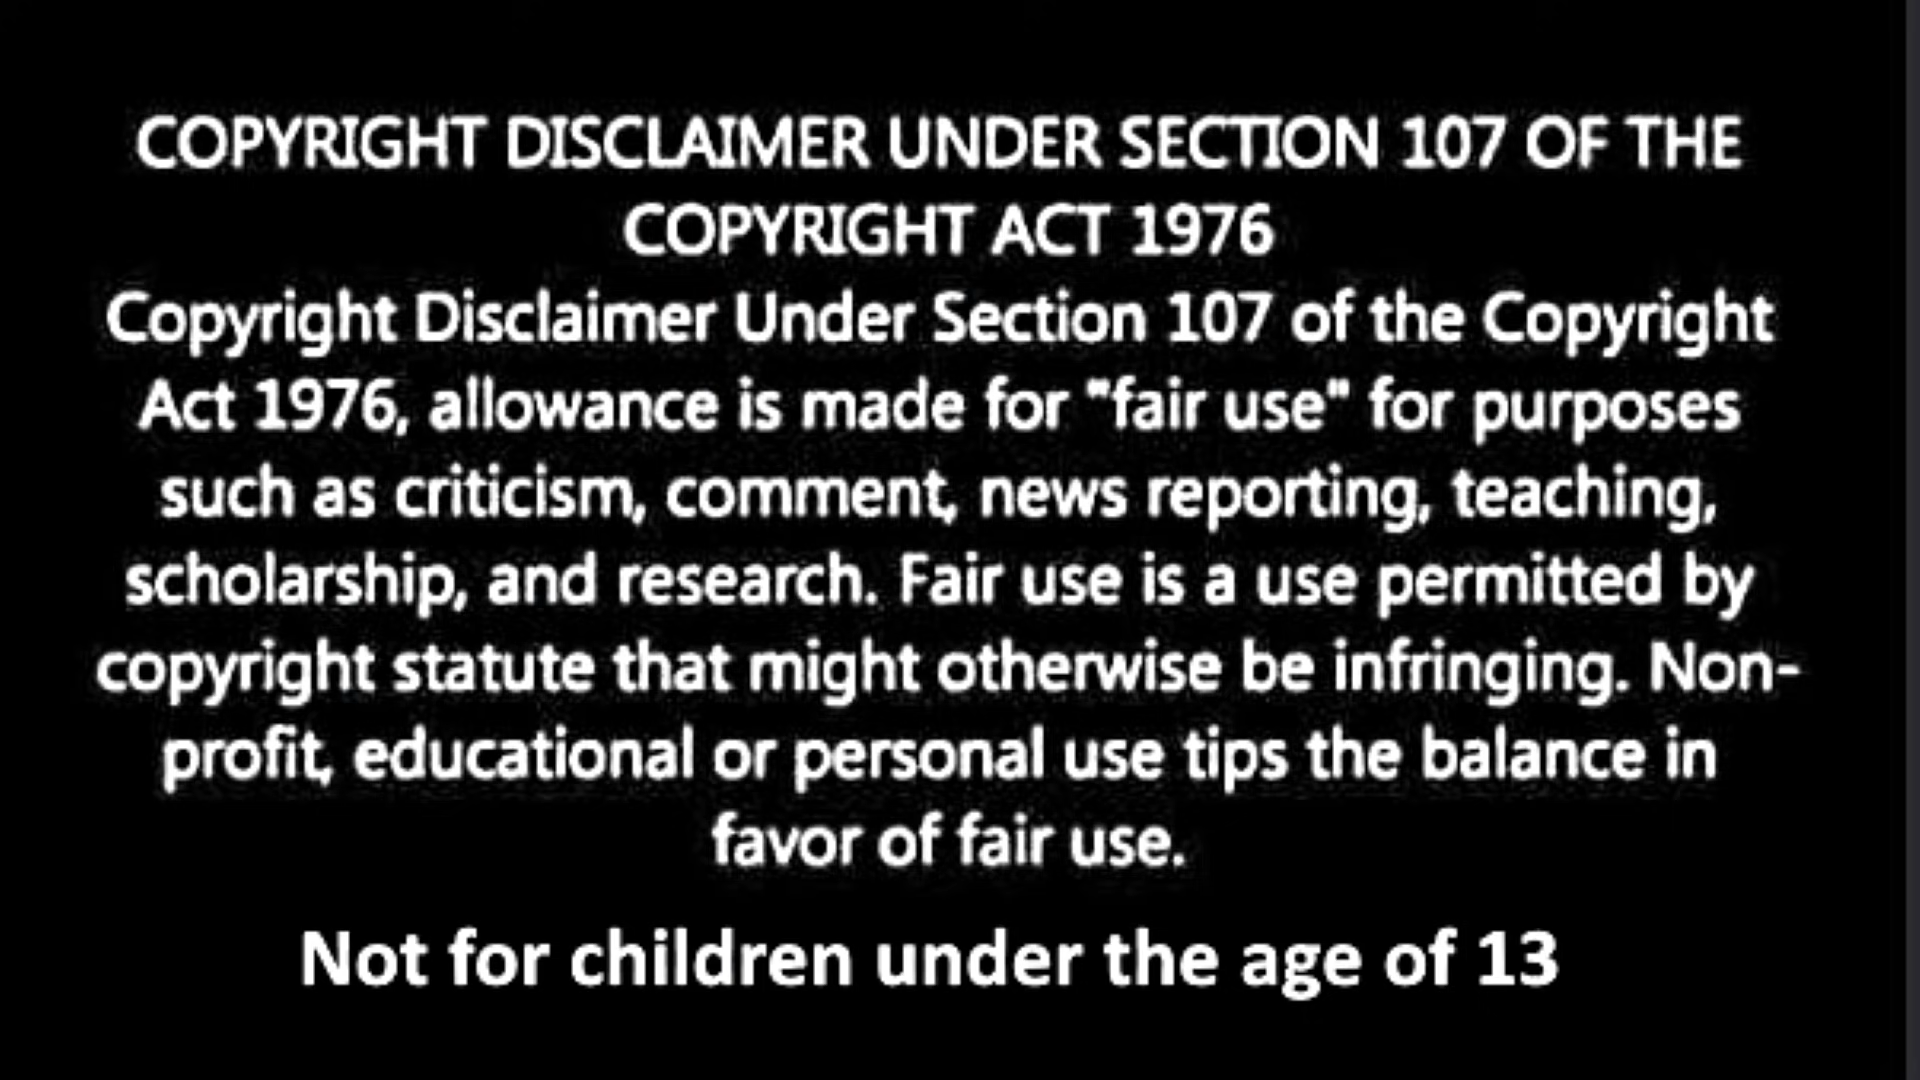 COPYRIGHT DISCLAIMER UNDER SECTION 107 OF THE
COPYRIGHT ACT 1976
Copyright Disclaimer Under Section 107 of the Copyright
Act 1976, allowance is made for "fair use" for purposes
such as criticism, comment, news reporting, teaching,
scholarship, and research. Fair use is a use permitted by
copyright statute that might otherwise be infringing. Non-
profit, educational or personal use tips the balance in
favor of fair use.
Not for children under the age of 13